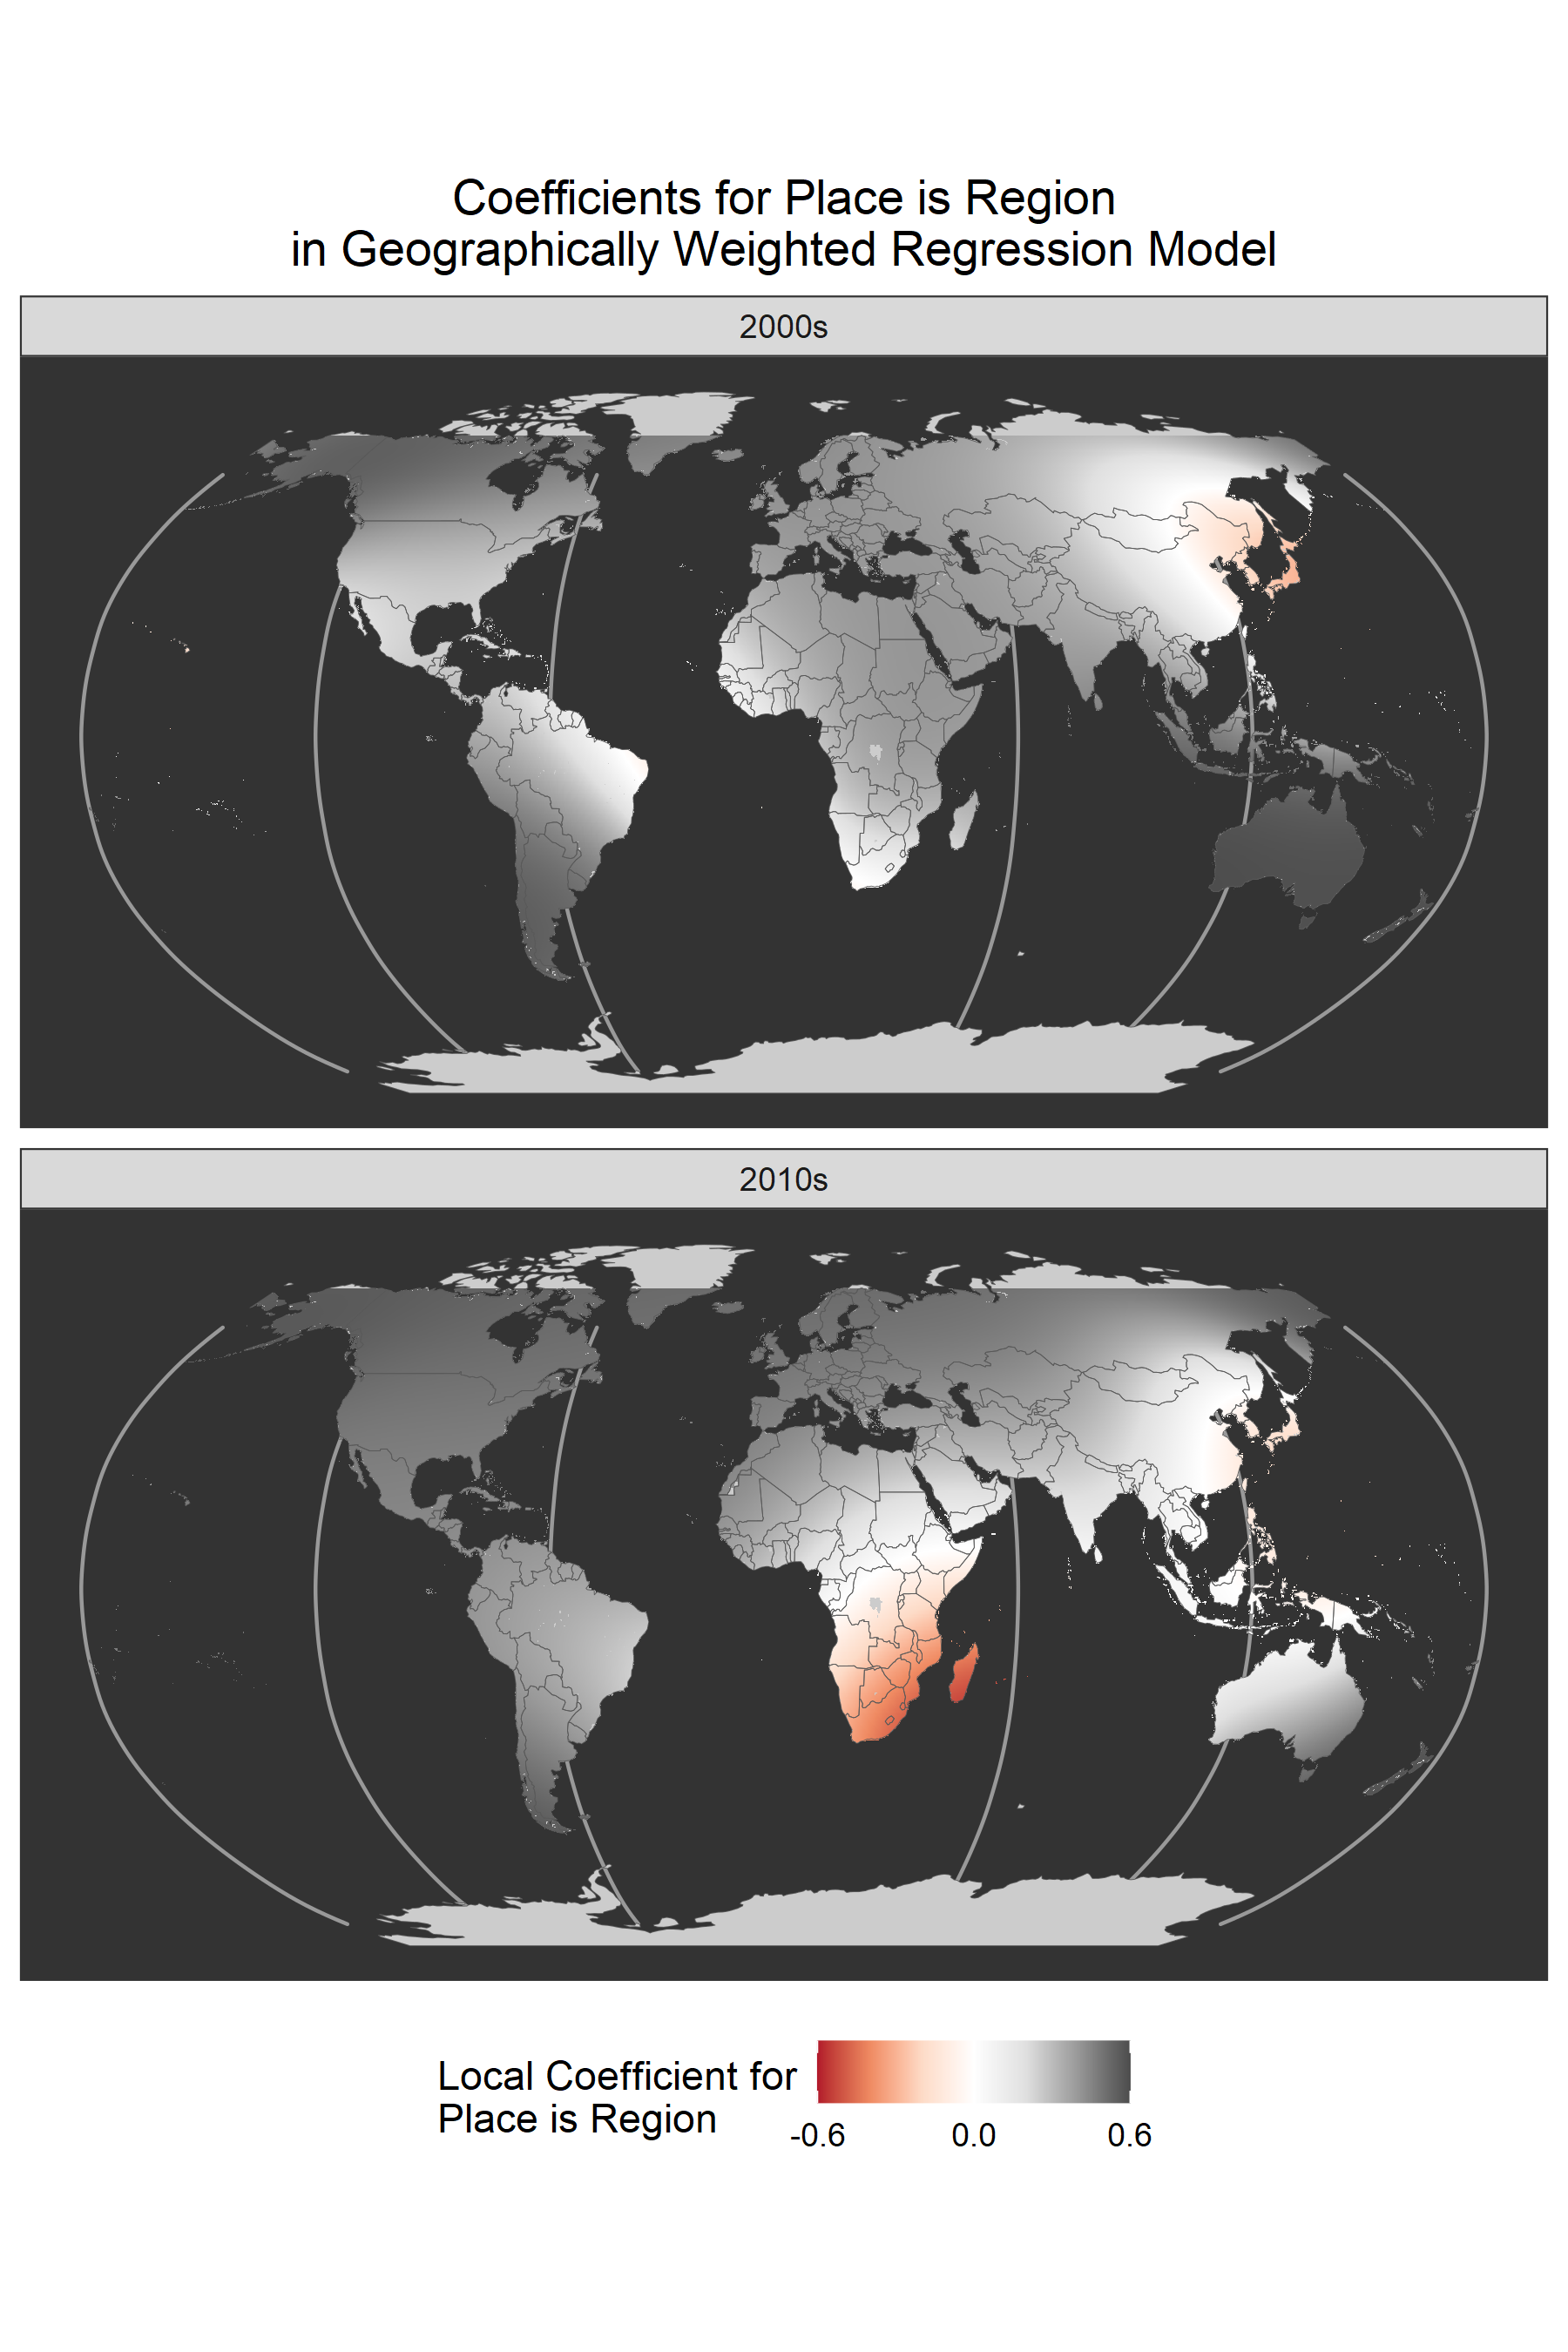 Coefficients for Place is Region
in Geographically Weighted Regression Model
2000s
2010s
Local Coefficient for
Place is Region
-0.6 0.0 0.6